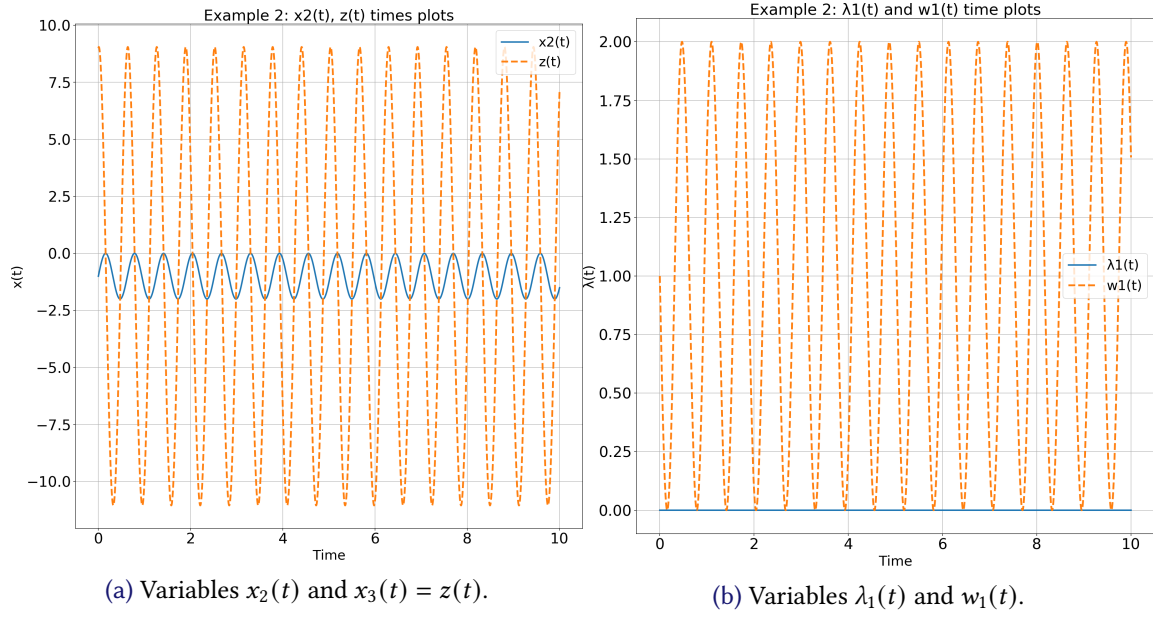 Example 2: x2(t), z(t) times plots
x(t)
10.0
7.5
5.0
2.5
0.0
−2.5
−5.0
−7.5
−10.0
x2(t)
z(t)
0 2 4 6 8 10
Time
(a) Variables x₂(t) and x₃(t) = z(t).
Example 2: λ1(t) and w1(t) time plots
λ(t)
2.00
1.75
1.50
1.25
1.00
0.75
0.50
0.25
0.00
λ1(t)
w1(t)
0 2 4 6 8 10
Time
(b) Variables λ₁(t) and w₁(t).